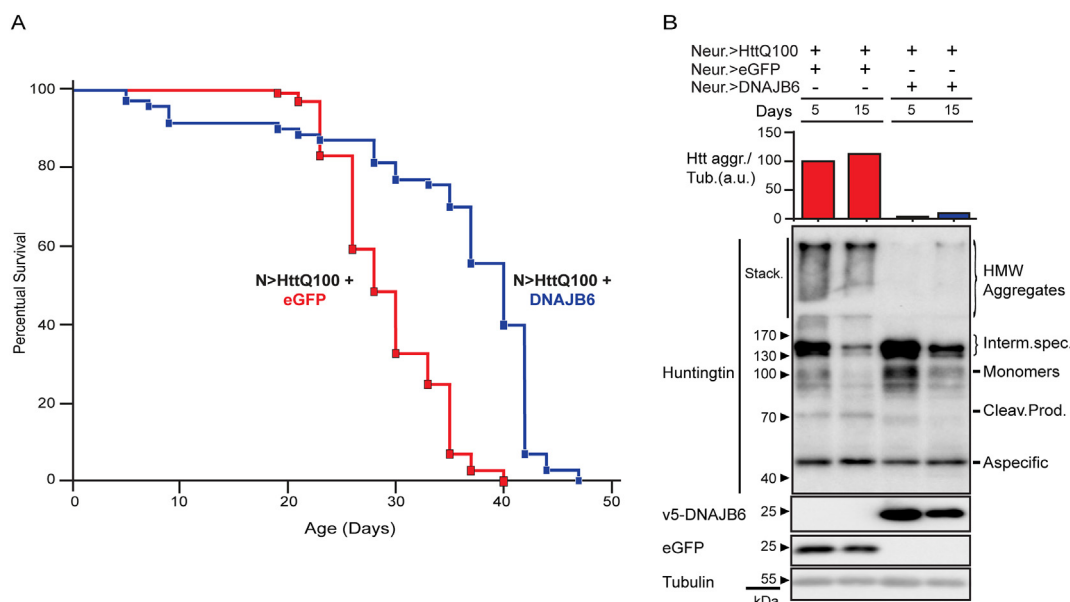 A
100
80
60
40
20
0
Percentual Survival
0 10 20 30 40 50
Age (Days)
N>HttQ100 +
eGFP
N>HttQ100 +
DNAJB6
B
Neur.>HttQ100 + + + +
Neur.>eGFP + + - -
Neur.>DNAJB6 - - + +
Days 5 15 5 15
150
100
50
0
Htt aggr./
Tub.(a.u.)
Stack.
HMW
Aggregates
170
Interm.spec.
130
100
Monomers
Huntingtin
70
Cleav.Prod.
Aspecific
40
v5-DNAJB6 25
eGFP 25
Tubulin 55
kDa